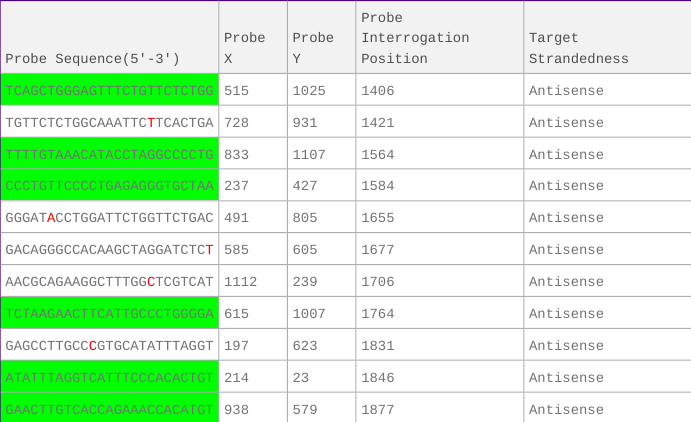 Probe Sequence(5'-3') Probe X Probe Y Probe Interrogation Position Target Strandedness
TCAGCTGGGAGTTTCTGTTCTCTGG 515 1025 1406 Antisense
TGTTCTCTGGCAAATTCTTTCACTGA 728 931 1421 Antisense
TTTTGTAAACATACCTAGGCCCCTG 833 1107 1564 Antisense
CCCTGTTCCCCTGAGAGGGTGCTAA 237 427 1584 Antisense
GGGATACCTGGATTCTGGTTCTGAC 491 805 1655 Antisense
GACAGGGCCACAAGCTAGGATCTCT 585 605 1677 Antisense
AACGCAGAAGGCTTTGGCTCGTCAT 1112 239 1706 Antisense
TCTAAGAACTTCATTGCCCTGGGGA 615 1007 1764 Antisense
GAGCCTTGCCCGTGCATATTTAGGT 197 623 1831 Antisense
ATATTTAGGTCATTTCCCACACTGT 214 23 1846 Antisense
GAACTTGTCACCAGAAACCACATGT 938 579 1877 Antisense